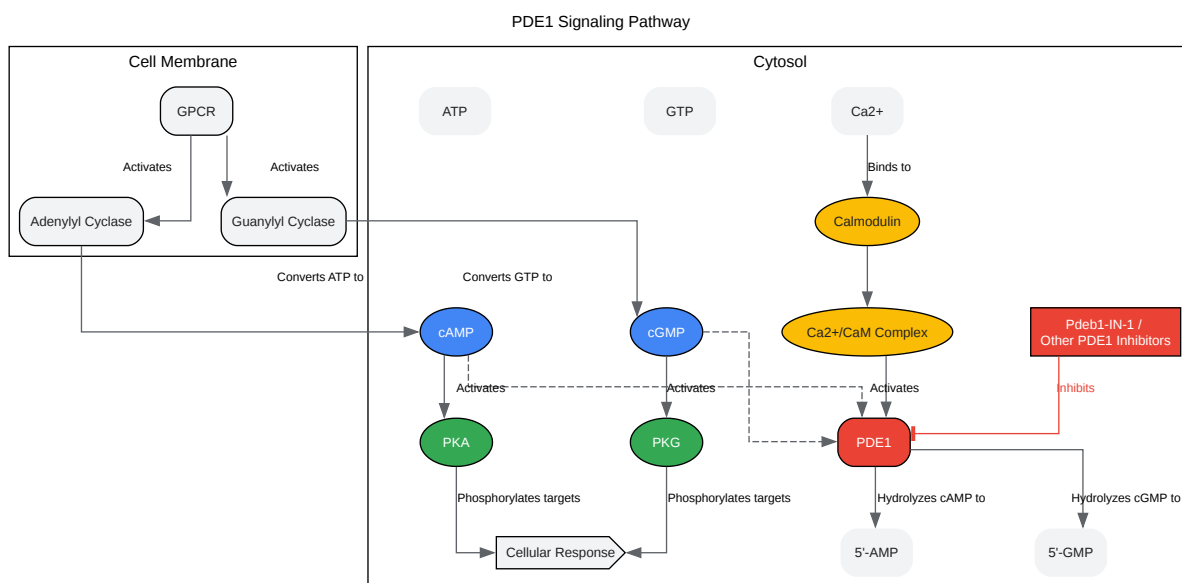 PDE1 Signaling Pathway
Cell Membrane
Cytosol
GPCR
ATP
GTP
Ca2+
Activates
Activates
Binds to
Adenylyl Cyclase
Guanylyl Cyclase
Calmodulin
Converts ATP to
Converts GTP to
cAMP
cGMP
Ca2+/CaM Complex
Pdeb1-IN-1 /
Other PDE1 Inhibitors
Activates
Activates
Activates
Inhibits
PKA
PKG
PDE1
Phosphorylates targets
Phosphorylates targets
Hydrolyzes cAMP to
Hydrolyzes cGMP to
Cellular Response
5'-AMP
5'-GMP